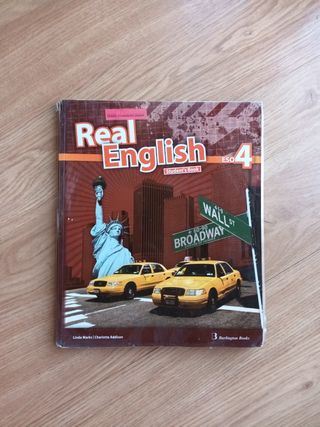 Real
English
ESO 4
Student's Book
WALL ST
BROADWAY
Linda Marks | Charlotte Addison
B Burlington Books